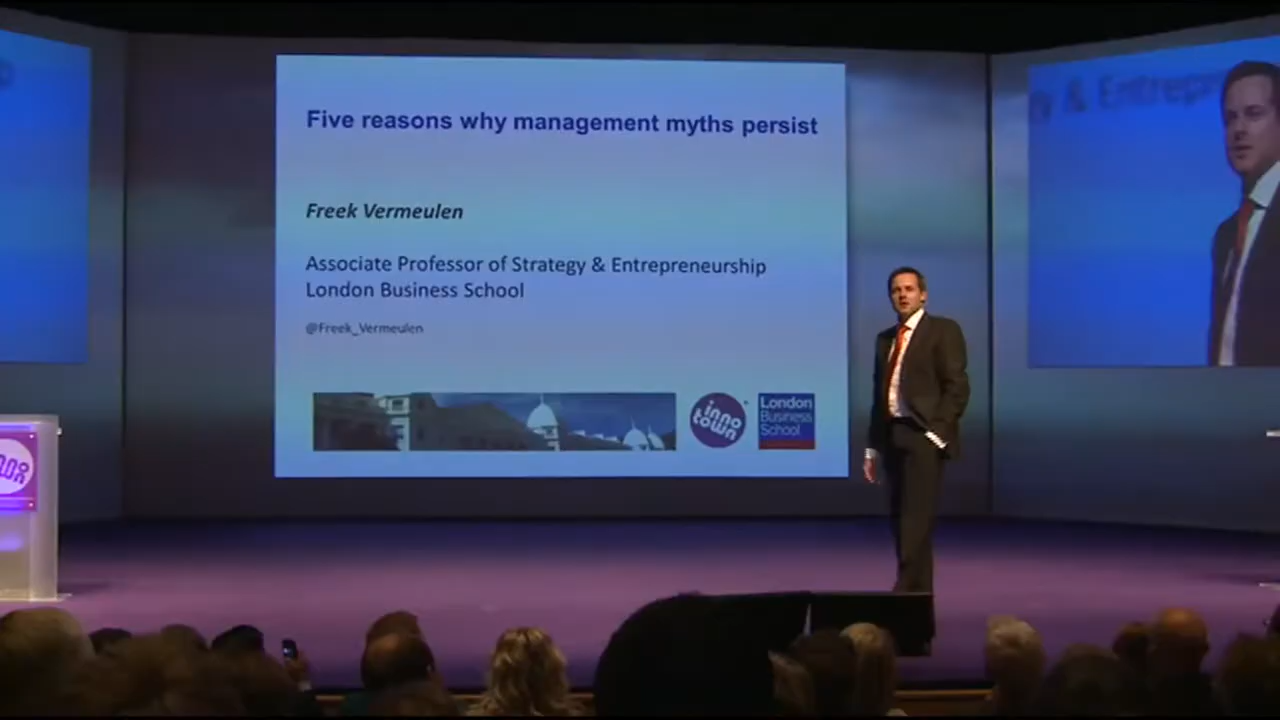 Five reasons why management myths persist
Freek Vermeulen
Associate Professor of Strategy & Entrepreneurship
London Business School
@Freek_Vermeulen
inno
town
London
Business
School
& Entrepr